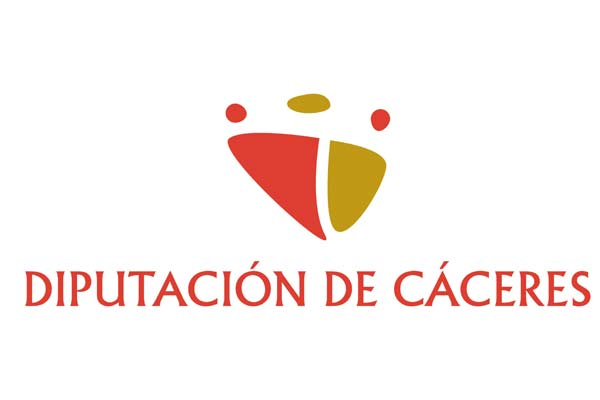 DIPUTACIÓN DE CÁCERES